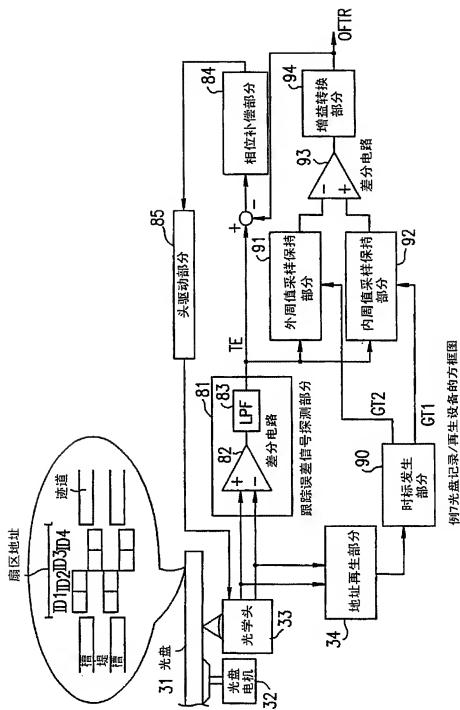 扇区地址
ID1 ID2 ID3 ID4
迹道
槽
堤
槽
31 光盘
光盘电机
32
光学头
33
头驱动部分
85
相位补偿部分
84
81
82
83
LPF
差分电路
跟踪误差信号探测部分
TE
+
−
+
−
外周值采样保持部分
91
内周值采样保持部分
92
−
+
93
差分电路
增益转换部分
94
OFTR
地址再生部分
34
时标发生部分
90
GT2
GT1
例7光盘记录/再生设备的方框图